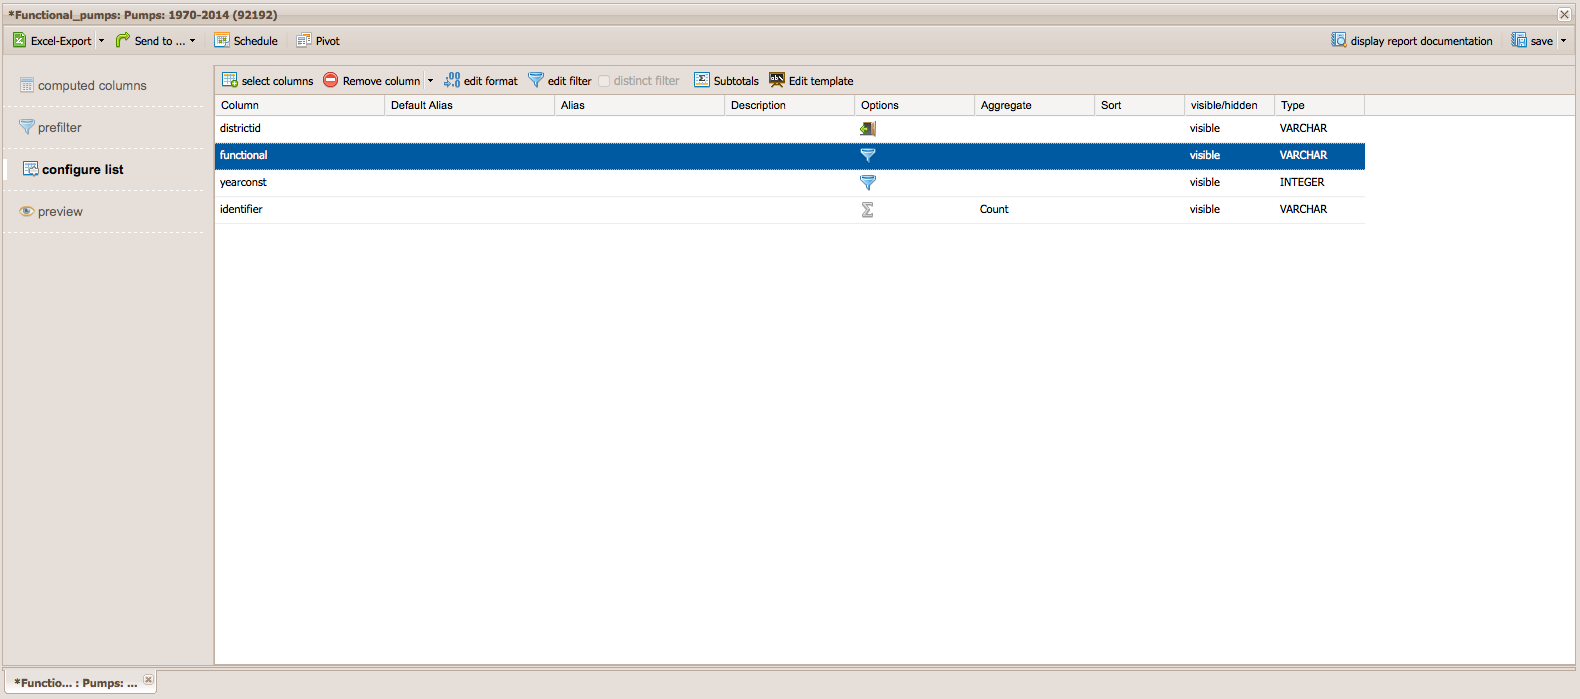 *Functional_pumps: Pumps: 1970-2014 (92192)
Excel-Export Send to ... Schedule Pivot display report documentation save
computed columns
prefilter
configure list
preview
select columns Remove column edit format edit filter distinct filter Subtotals Edit template
Column Default Alias Alias Description Options Aggregate Sort visible/hidden Type
districtid visible VARCHAR
functional visible VARCHAR
yearconst visible INTEGER
identifier Count visible VARCHAR
*Functio... : Pumps: ...